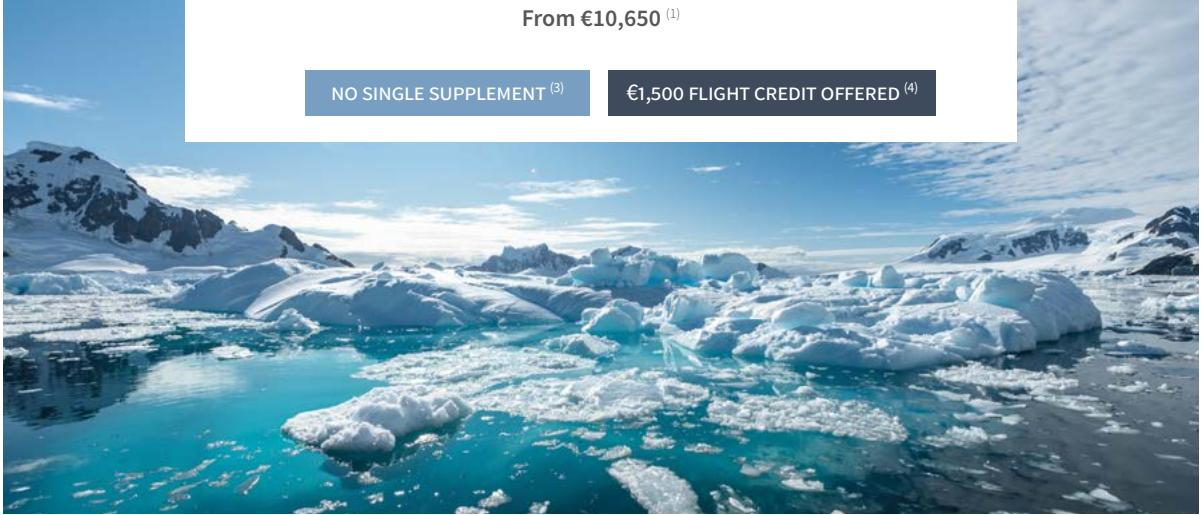 From €10,650 (1)
NO SINGLE SUPPLEMENT (3)
€1,500 FLIGHT CREDIT OFFERED (4)